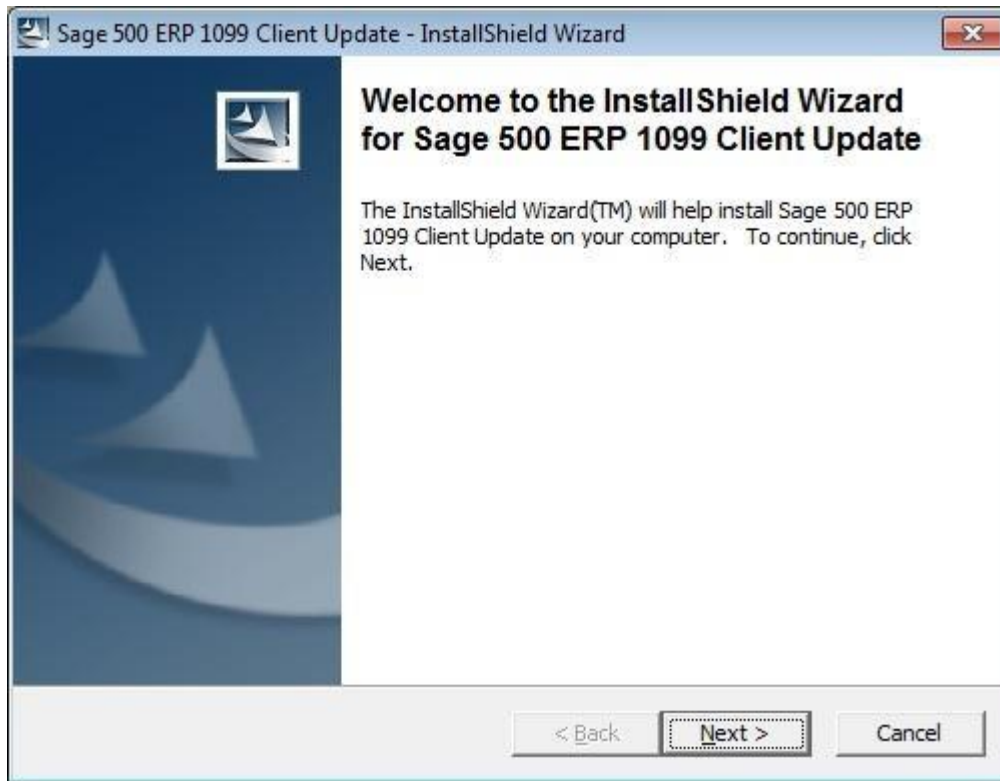 Sage 500 ERP 1099 Client Update - InstallShield Wizard
Welcome to the InstallShield Wizard
for Sage 500 ERP 1099 Client Update
The InstallShield Wizard(TM) will help install Sage 500 ERP
1099 Client Update on your computer. To continue, click
Next.
< Back Next > Cancel